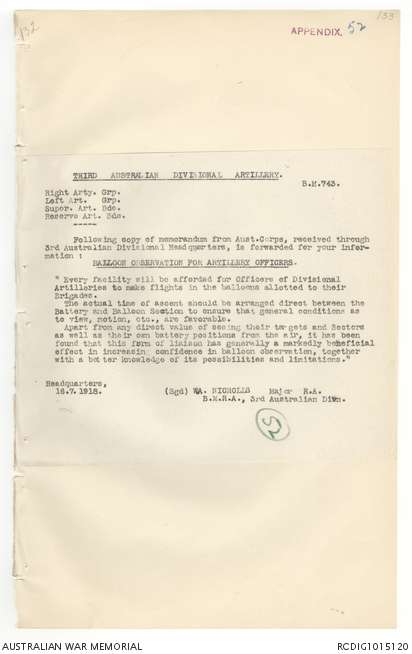 132
133
APPENDIX. 52
THIRD AUSTRALIAN DIVISIONAL ARTILLERY.
B.M.743.
Right Arty. Grp.
Left Art. Grp.
Super. Art. Bde.
Reserve Art. Bde.
-----
Following copy of memorandum from Aust.Corps, received through
3rd Australian Divisional Headquarters, is forwarded for your infor-
mation :
BALLOON OBSERVATION FOR ARTILLERY OFFICERS.
" Every facility will be afforded for Officers of Divisional
Artilleries to make flights in the balloons allotted to their
Brigades.
The actual time of ascent should be arranged direct between the
Battery and Balloon Section to ensure that general conditions as
to view, motion, etc., are favorable.
Apart from any direct value of seeing their targets and Sectors
as well as their own battery positions from the air, it has been
found that this form of liaison has generally a markedly beneficial
effect in increasing confidence in balloon observation, together
with a better knowledge of its possibilities and limitations."
Headquarters,
16.7.1918.
(Sgd) WA. NICHOLLS Major R.A.
B.M.R.A., 3rd Australian Divn.
52
AUSTRALIAN WAR MEMORIAL
RCDIG1015120